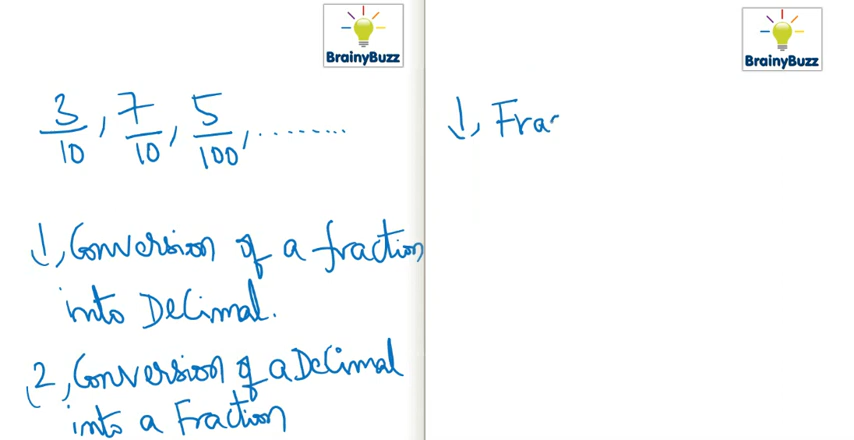 BrainyBuzz
3/10, 7/10, 5/100, ........
1, Conversion of a fraction
into Decimal.
2, Conversion of a Decimal
into a Fraction
BrainyBuzz
1, Frac